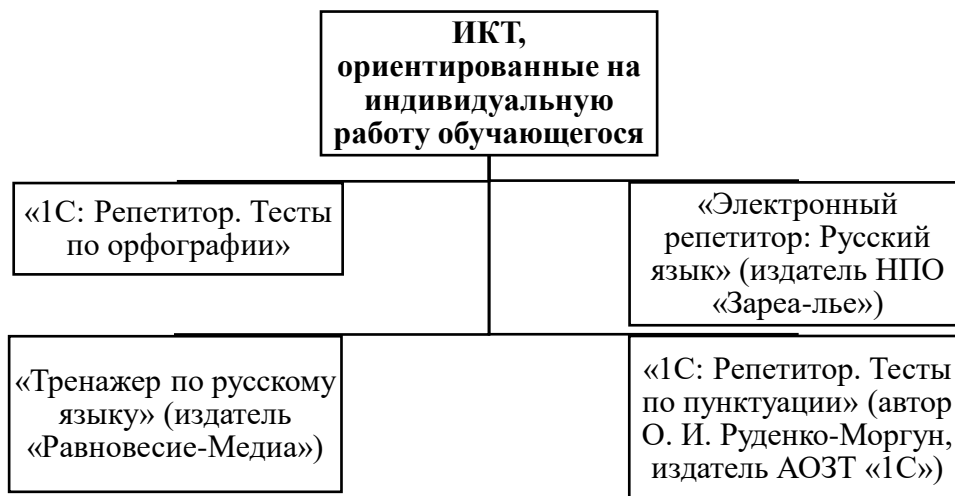 ИКТ,
ориентированные на
индивидуальную
работу обучающегося
«1С: Репетитор. Тесты
по орфографии»
«Электронный
репетитор: Русский
язык» (издатель НПО
«Зареа-лье»)
«Тренажер по русскому
языку» (издатель
«Равновесие-Медиа»)
«1С: Репетитор. Тесты
по пунктуации» (автор
О. И. Руденко-Моргун,
издатель АОЗТ «1С»)